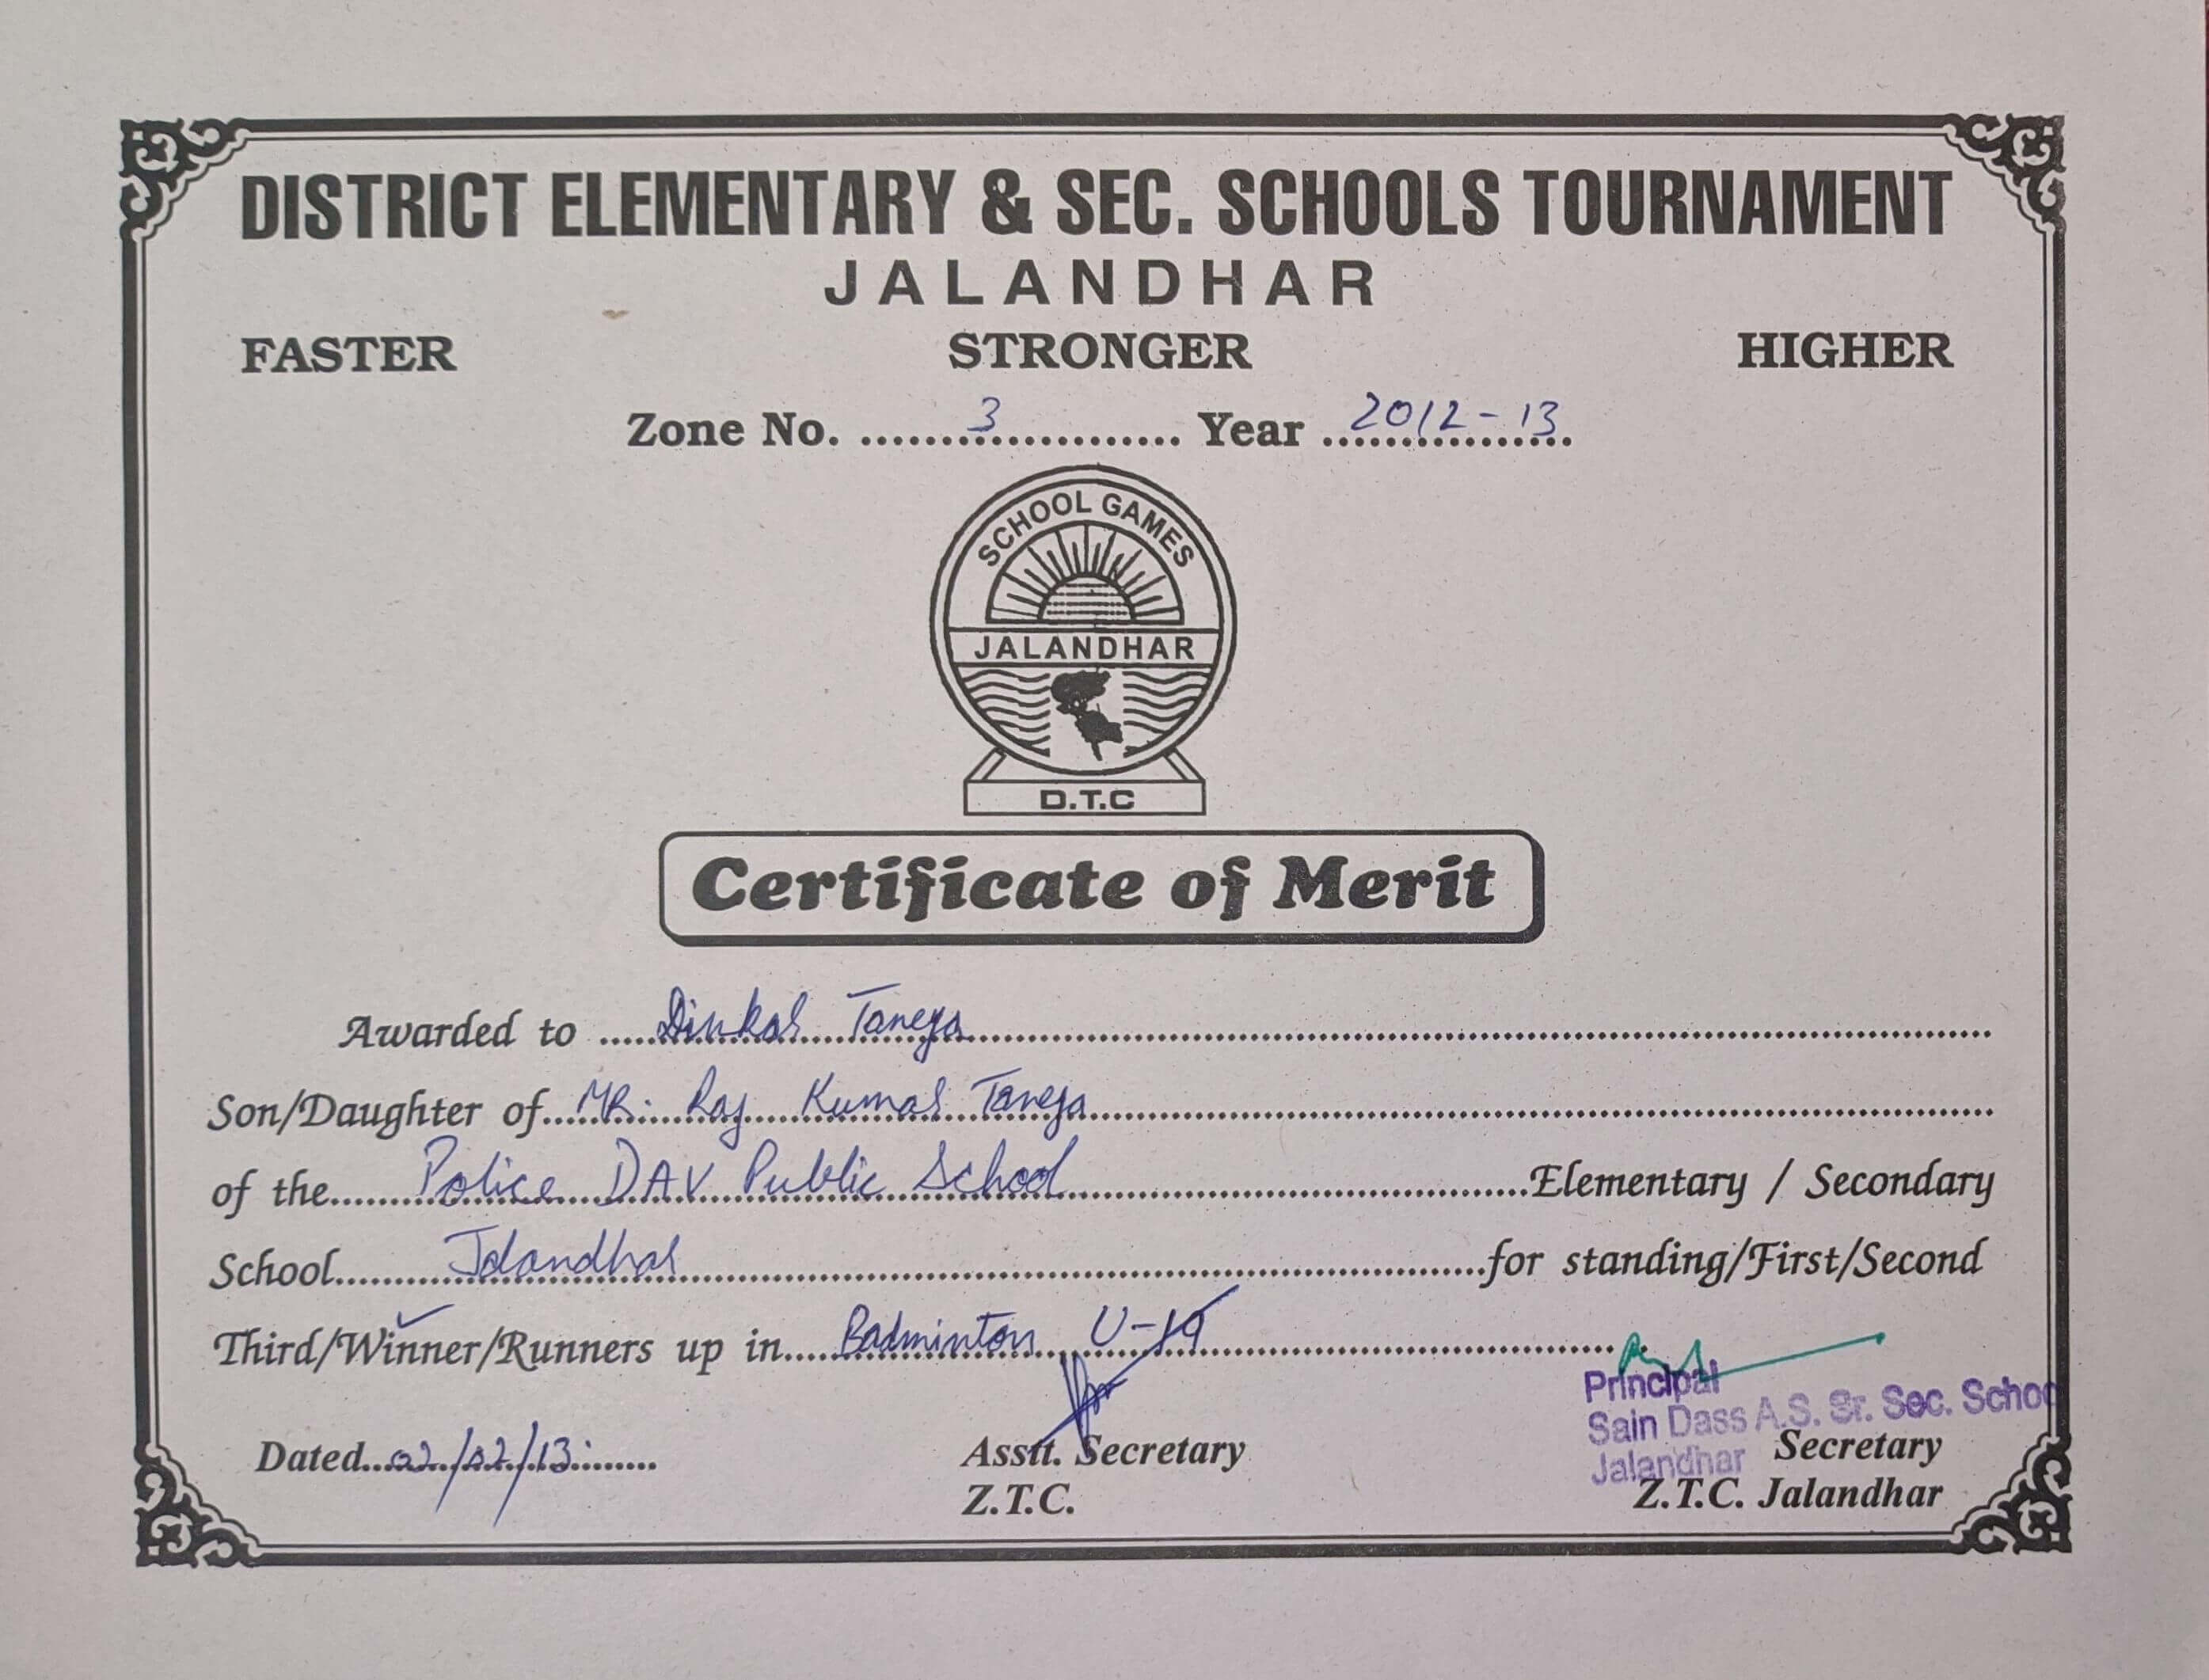 DISTRICT ELEMENTARY & SEC. SCHOOLS TOURNAMENT
JALANDHAR
FASTER STRONGER HIGHER
Zone No. ..........3.......... Year ....2012-13....
SCHOOL GAMES
JALANDHAR
D.T.C
Certificate of Merit
Awarded to ......Dinkar Taneja......
Son/Daughter of....MR. Raj Kumar Taneja......
of the......Police DAV Public School......Elementary / Secondary
School......Jalandhar......for standing/First/Second
Third/Winner/Runners up in....Badminton U-19......
Principal
Sain Dass A.S. Sr. Sec. Schoo
Jalandhar
Dated....02/02/13.......
Asstt. Secretary Secretary
Z.T.C. Z.T.C. Jalandhar